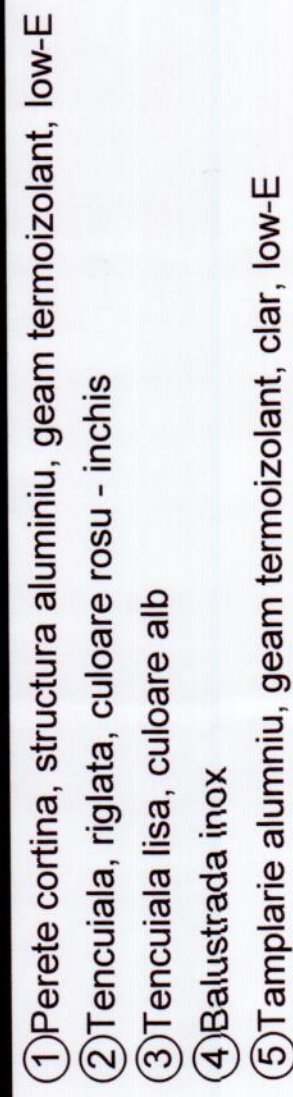 ①Perete cortina, structura aluminiu, geam termoizolant, low-E
②Tencuiala, riglata, culoare rosu - inchis
③Tencuiala lisa, culoare alb
④Balustrada inox
⑤Tamplarie alumniu, geam termoizolant, clar, low-E